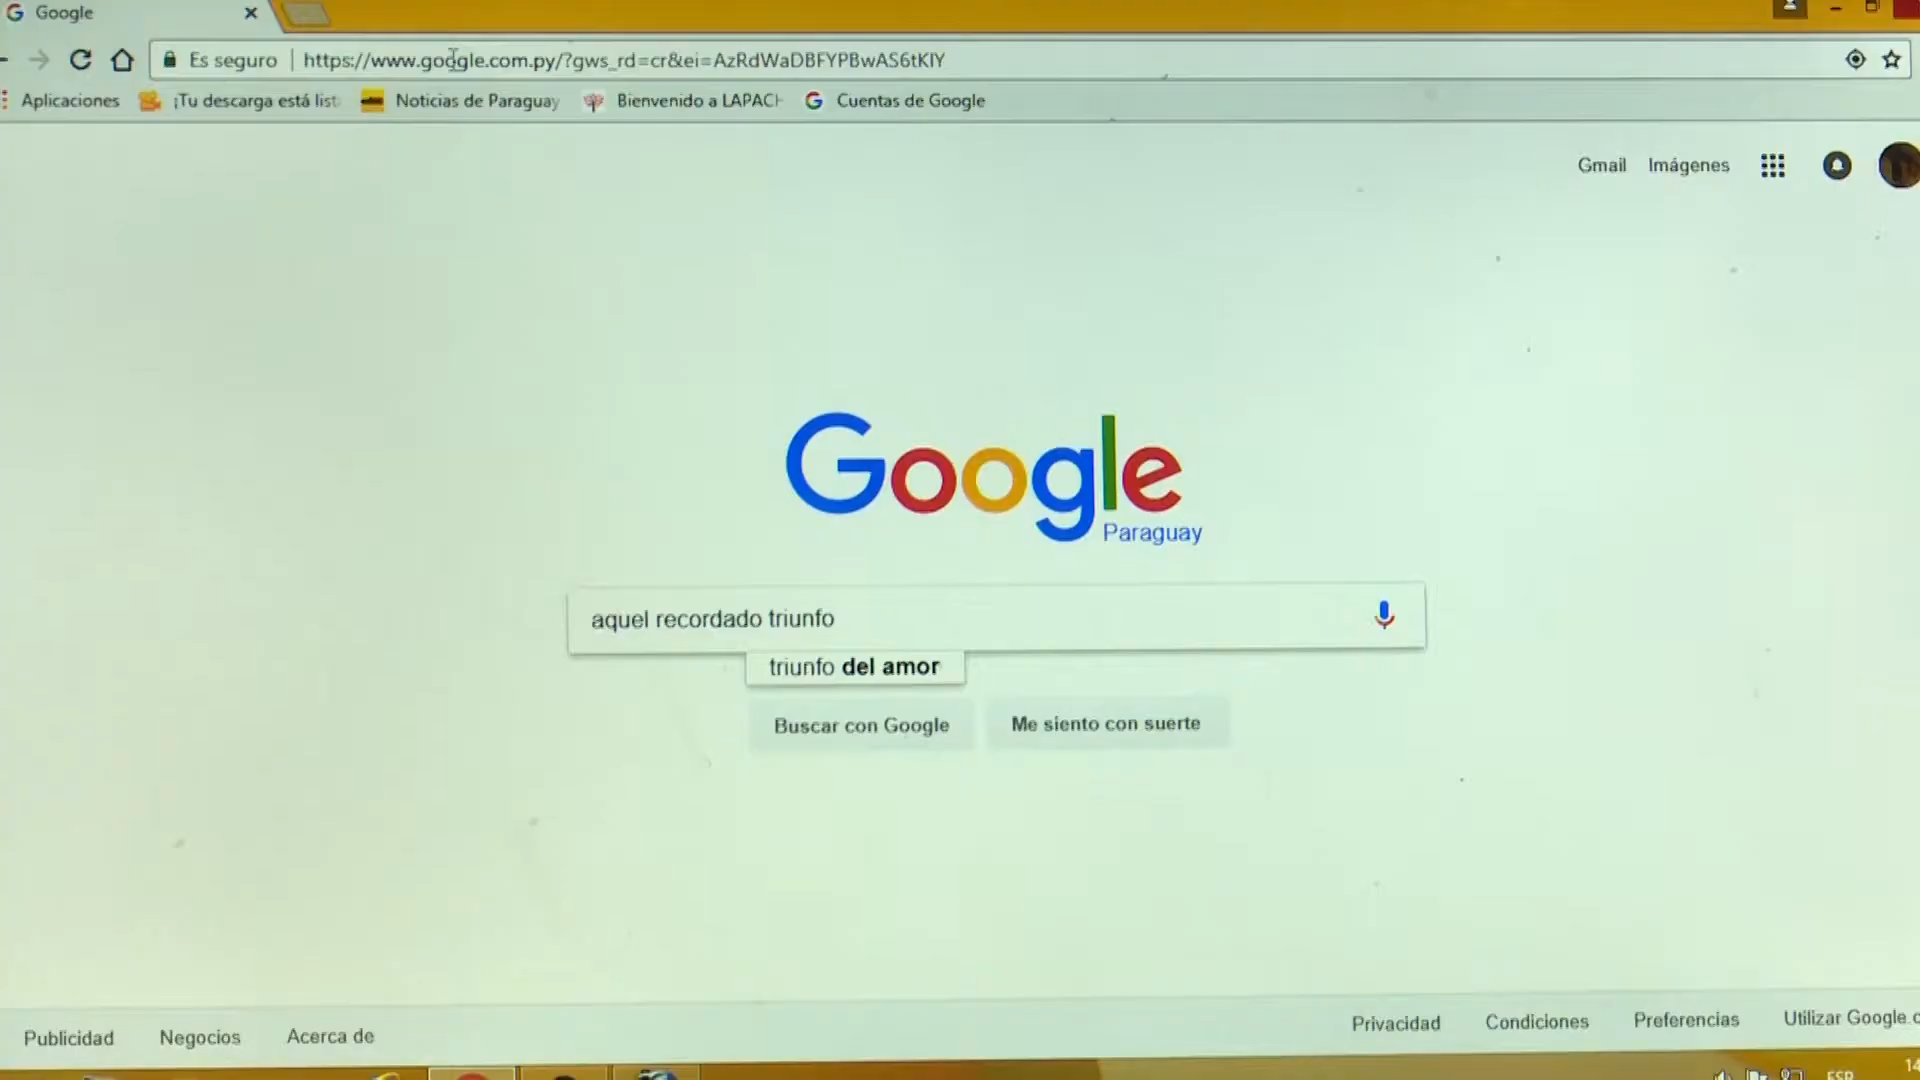 Google
Es seguro | https://www.google.com.py/?gws_rd=cr&ei=AzRdWaDBFYPBwAS6tKIY
Aplicaciones ¡Tu descarga está list Noticias de Paraguay Bienvenido a LAPACH Cuentas de Google
Gmail Imágenes
Google
Paraguay
aquel recordado triunfo
triunfo del amor
Buscar con Google Me siento con suerte
Publicidad Negocios Acerca de Privacidad Condiciones Preferencias Utilizar Google.c
ESP 14